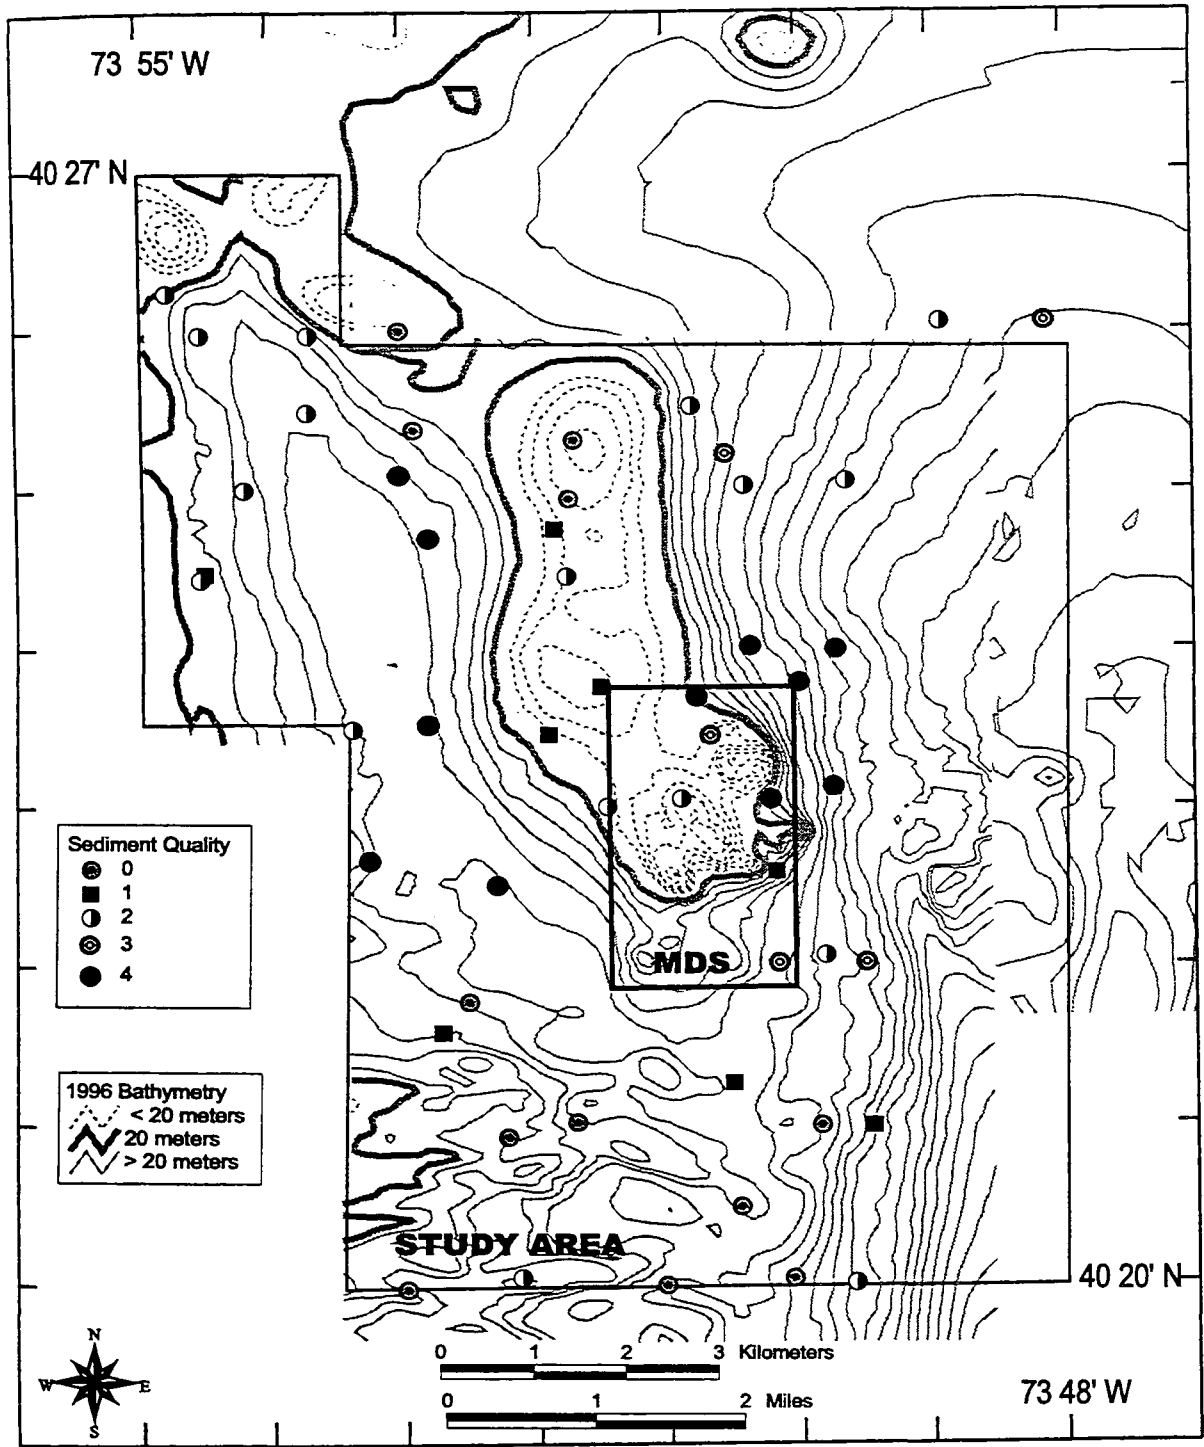 73 55' W
40 27' N
Sediment Quality
0
1
2
3
4
MDS
1996 Bathymetry
< 20 meters
20 meters
> 20 meters
STUDY AREA
40 20' N
N
W E
S
0 1 2 3 Kilometers
0 1 2 Miles
73 48' W